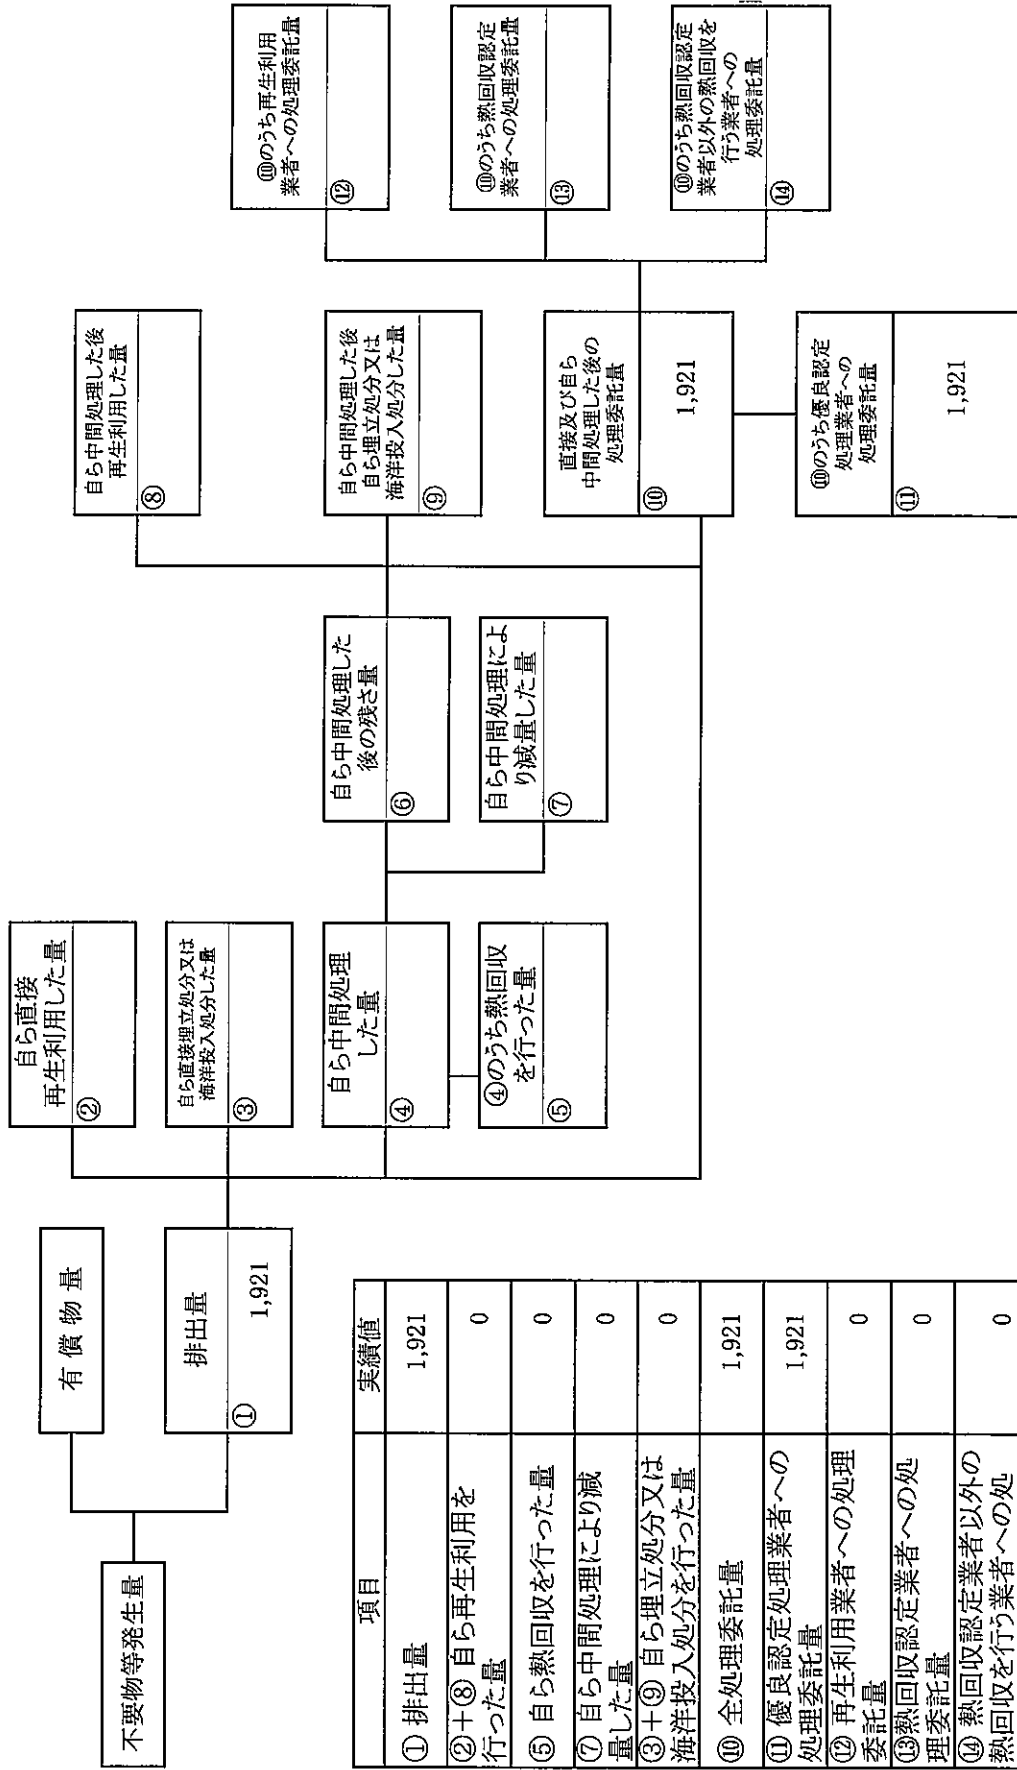 不要物等発生量
有償物量
排出量
①
1,921
自ら直接
再生利用した量
②
自ら直接埋立処分又は
海洋投入処分した量
③
自ら中間処理
した量
④
④のうち熱回収
を行った量
⑤
自ら中間処理した
後の残さ量
⑥
自ら中間処理によ
り減量した量
⑦
自ら中間処理した後
再生利用した量
⑧
自ら中間処理した後
自ら埋立処分又は
海洋投入処分した量
⑨
直接及び自ら
中間処理した後の
処理委託量
⑩
1,921
⑩のうち優良認定
処理業者への
処理委託量
⑪
1,921
⑩のうち再生利用
業者への処理委託量
⑫
⑩のうち熱回収認定
業者への処理委託量
⑬
⑩のうち熱回収認定
業者以外の熱回収を
行う業者への
処理委託量
⑭
項目 実績値
①排出量 1,921
②+⑧ 自ら再生利用を
行った量 0
⑤ 自ら熱回収を行った量 0
⑦ 自ら中間処理により減
量した量 0
③+⑨ 自ら埋立処分又は
海洋投入処分を行った量 0
⑩ 全処理委託量 1,921
⑪ 優良認定処理業者への
処理委託量 1,921
⑫ 再生利用業者への処理
委託量 0
⑬熱回収認定業者への処
理委託量 0
⑭ 熱回収認定業者以外の
熱回収を行う業者への処 0